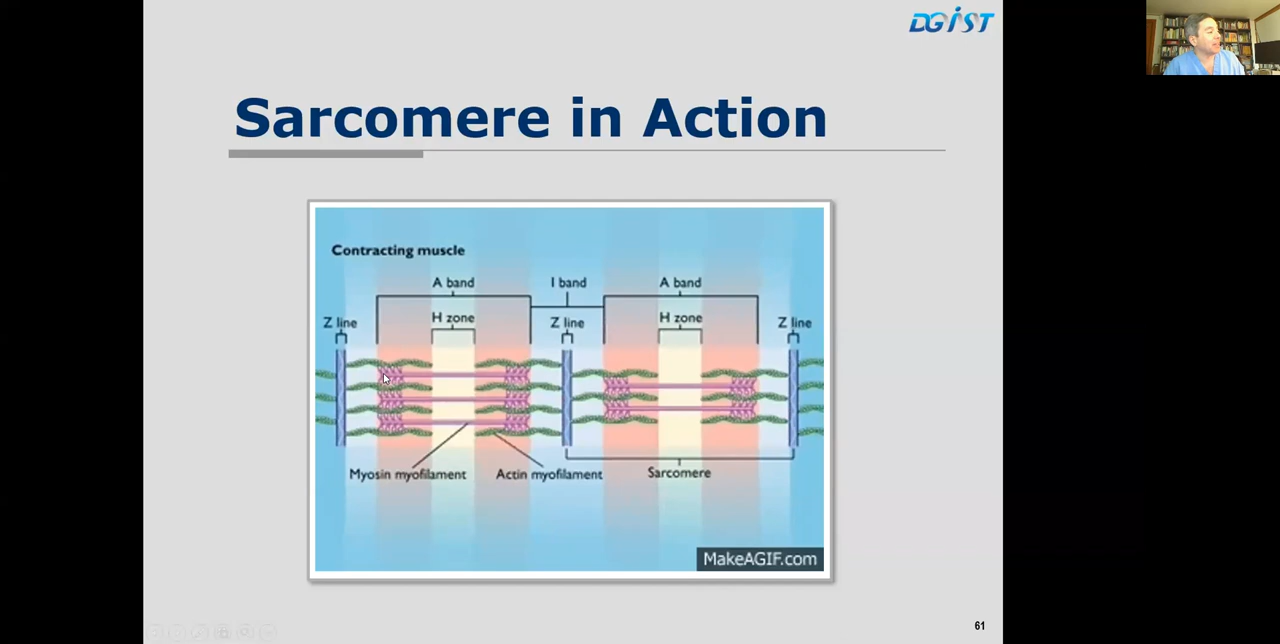 DGIST
Sarcomere in Action
Contracting muscle
A band
I band
A band
H zone
H zone
Z line
Z line
Z line
Myosin myofilament
Actin myofilament
Sarcomere
MakeAGIF.com
61